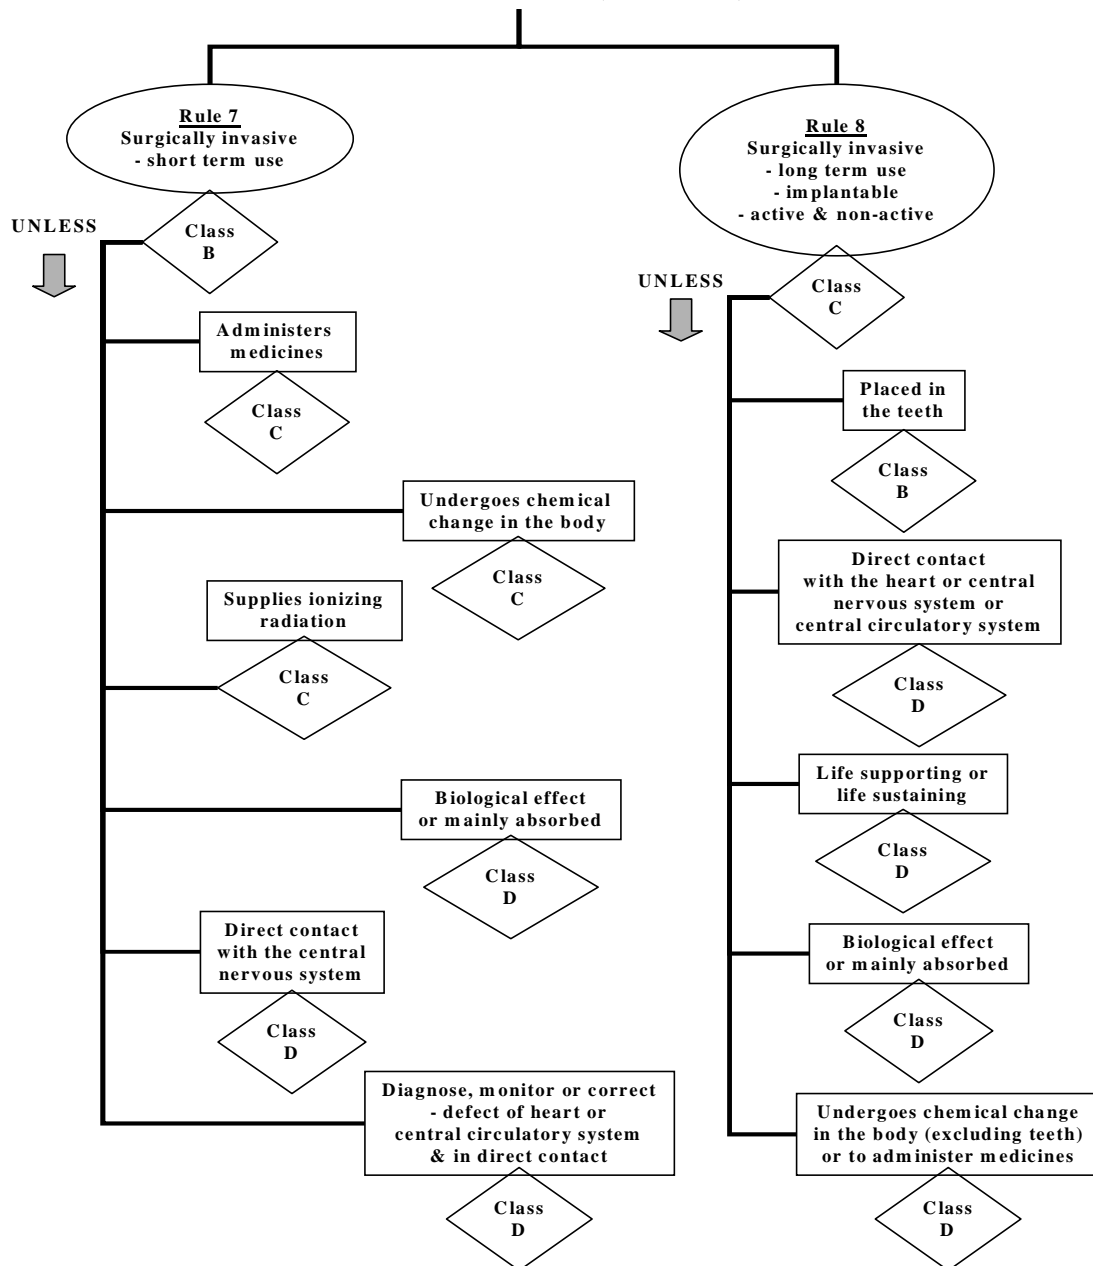 Rule 7
Surgically invasive
- short term use
UNLESS
Class
B
Administers
medicines
Class
C
Undergoes chemical
change in the body
Class
C
Supplies ionizing
radiation
Class
C
Biological effect
or mainly absorbed
Class
D
Direct contact
with the central
nervous system
Class
D
Diagnose, monitor or correct
- defect of heart or
central circulatory system
& in direct contact
Class
D
Rule 8
Surgically invasive
- long term use
- implantable
- active & non-active
UNLESS
Class
C
Placed in
the teeth
Class
B
Direct contact
with the heart or central
nervous system or
central circulatory system
Class
D
Life supporting or
life sustaining
Class
D
Biological effect
or mainly absorbed
Class
D
Undergoes chemical change
in the body (excluding teeth)
or to administer medicines
Class
D